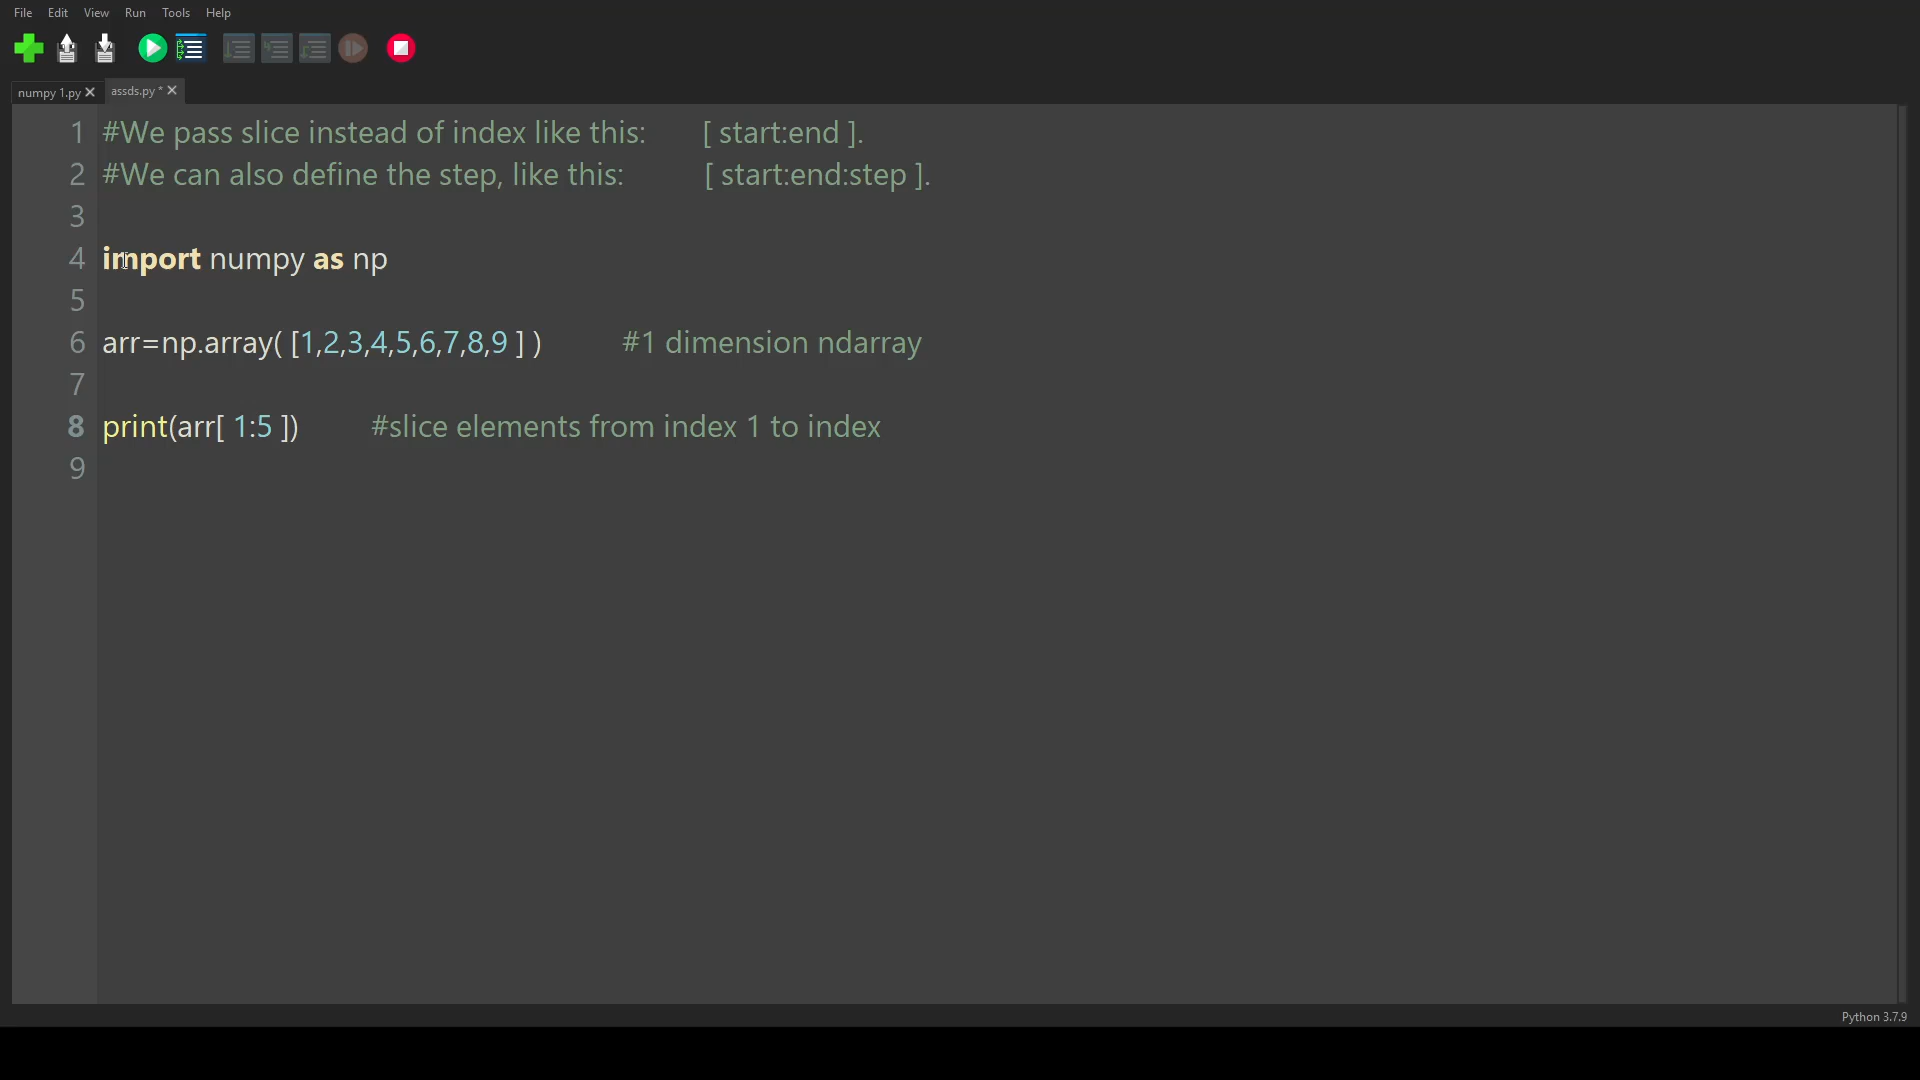 File Edit View Run Tools Help
numpy 1.py assds.py *
1 #We pass slice instead of index like this: [ start:end ].
2 #We can also define the step, like this: [ start:end:step ].
3
4 import numpy as np
5
6 arr=np.array( [1,2,3,4,5,6,7,8,9 ] ) #1 dimension ndarray
7
8 print(arr[ 1:5 ]) #slice elements from index 1 to index
9
Python 3.7.9